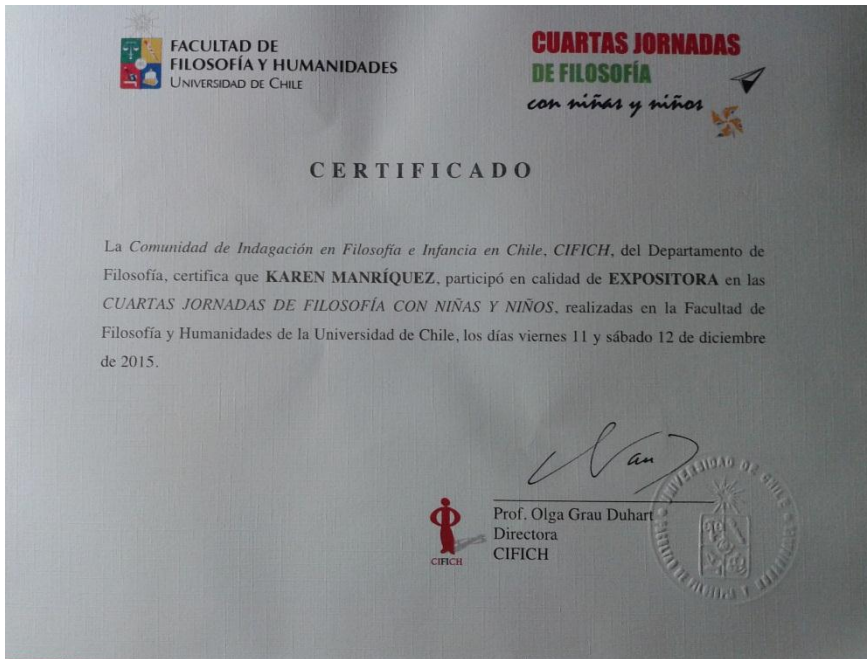 FACULTAD DE
FILOSOFÍA Y HUMANIDADES
UNIVERSIDAD DE CHILE
CUARTAS JORNADAS
DE FILOSOFÍA
con niñas y niños
CERTIFICADO
La Comunidad de Indagación en Filosofía e Infancia en Chile, CIFICH, del Departamento de
Filosofía, certifica que KAREN MANRÍQUEZ, participó en calidad de EXPOSITORA en las
CUARTAS JORNADAS DE FILOSOFÍA CON NIÑAS Y NIÑOS, realizadas en la Facultad de
Filosofía y Humanidades de la Universidad de Chile, los días viernes 11 y sábado 12 de diciembre
de 2015.
Prof. Olga Grau Duhart
Directora
CIFICH
CIFICH
UNIVERSIDAD DE CHILE